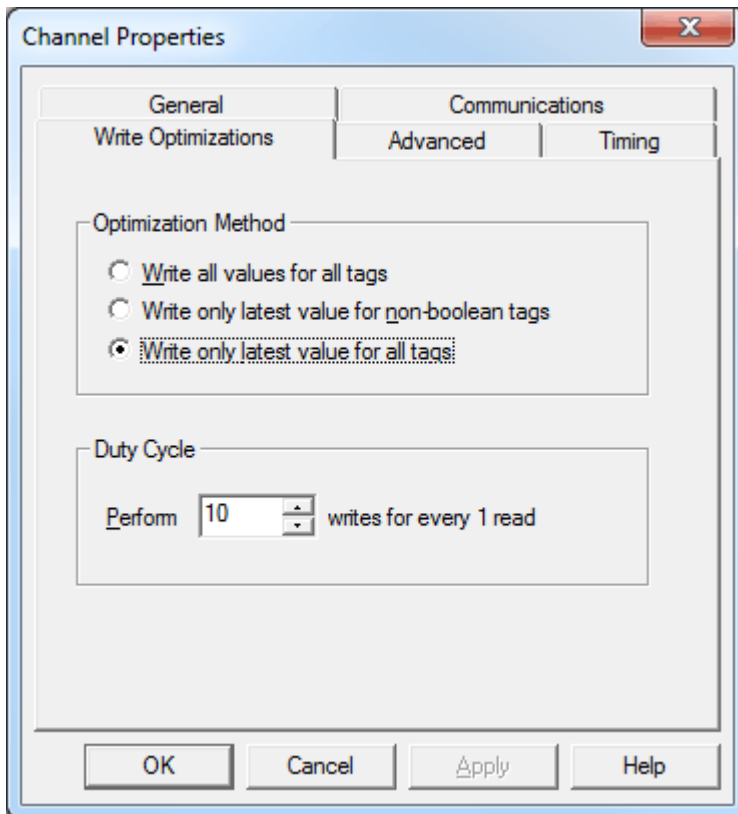 Channel Properties
General Communications
Write Optimizations Advanced Timing
Optimization Method
Write all values for all tags
Write only latest value for non-boolean tags
Write only latest value for all tags
Duty Cycle
Perform 10 writes for every 1 read
OK Cancel Apply Help